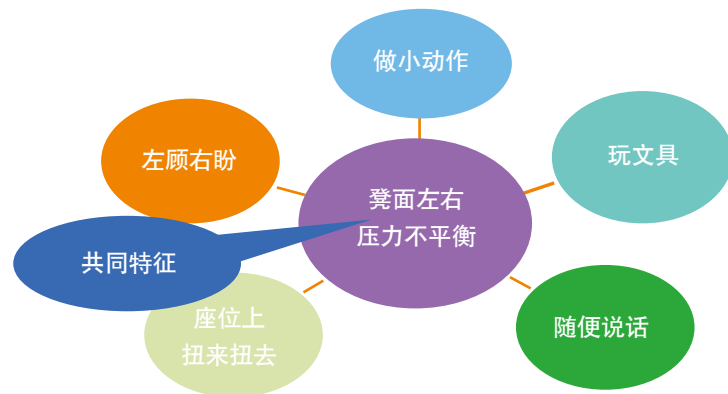 做小动作
左顾右盼
玩文具
凳面左右
压力不平衡
共同特征
座位上
扭来扭去
随便说话